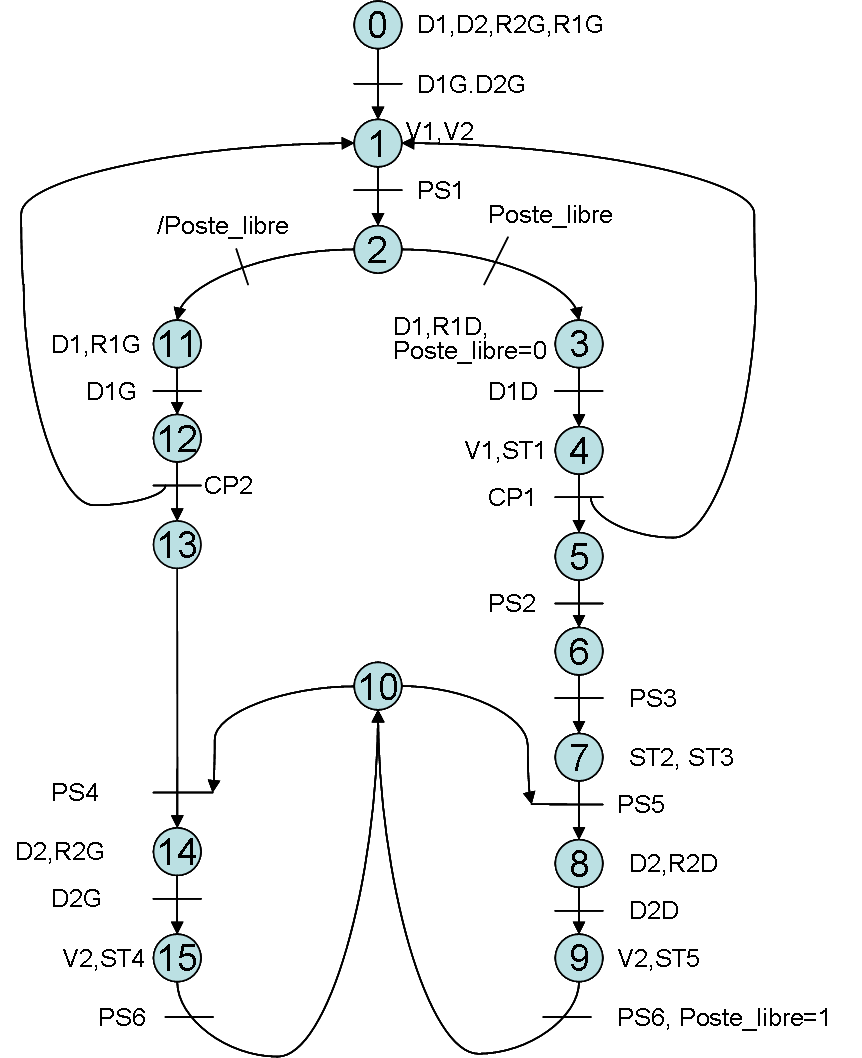 0 D1,D2,R2G,R1G
D1G.D2G
1 V1,V2
PS1
/Poste_libre
Poste_libre
2
D1,R1G 11
D1,R1D,
Poste_libre=0
3
D1G
D1D
12
V1,ST1 4
CP2
CP1
13
5
PS2
6
10
PS3
7 ST2, ST3
PS4
PS5
D2,R2G 14
8 D2,R2D
D2G
D2D
V2,ST4 15
9 V2,ST5
PS6
PS6, Poste_libre=1